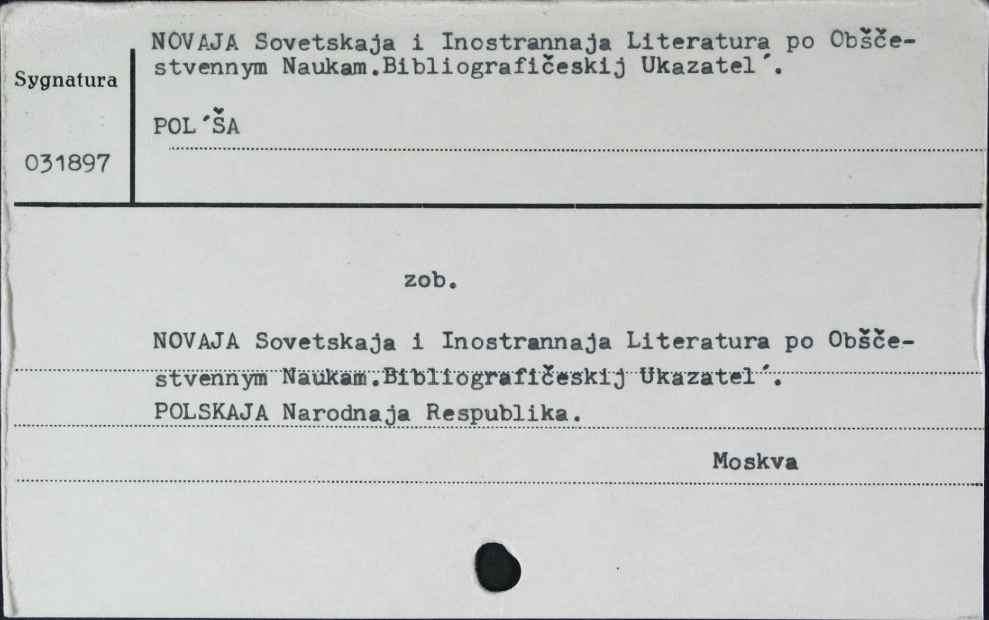 NOVAJA Sovetskaja i Inostrannaja Literatura po Obšče-
stvennym Naukam.Bibliografičeskij Ukazatel´.
Sygnatura
POL´ŠA
031897
zob.
NOVAJA Sovetskaja i Inostrannaja Literatura po Obšče-
stvennym Naukam.Bibliografičeskij Ukazatel´.
POLSKAJA Narodnaja Respublika.
Moskva